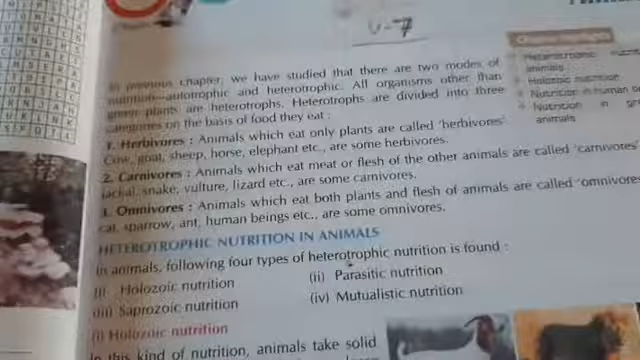 U-7
In previous chapter, we have studied that there are two modes of
nutrition—autotrophic and heterotrophic. All organisms other than
green plants are heterotrophs. Heterotrophs are divided into three
categories on the basis of food they eat :
1. Herbivores : Animals which eat only plants are called 'herbivores'.
Cow, goat, sheep, horse, elephant etc., are some herbivores.
2. Carnivores : Animals which eat meat or flesh of the other animals are called 'carnivores'
jackal, snake, vulture, lizard etc., are some carnivores.
3. Omnivores : Animals which eat both plants and flesh of animals are called 'omnivores
cat, sparrow, ant, human beings etc., are some omnivores.
HETEROTROPHIC NUTRITION IN ANIMALS
In animals, following four types of heterotrophic nutrition is found :
(i) Holozoic nutrition
(ii) Parasitic nutrition
(iii) Saprozoic nutrition
(iv) Mutualistic nutrition
(i) Holozoic nutrition
In this kind of nutrition, animals take solid
Heterotrophic
animals
Holozoic nutrition
Nutrition in human
Nutrition in
animals